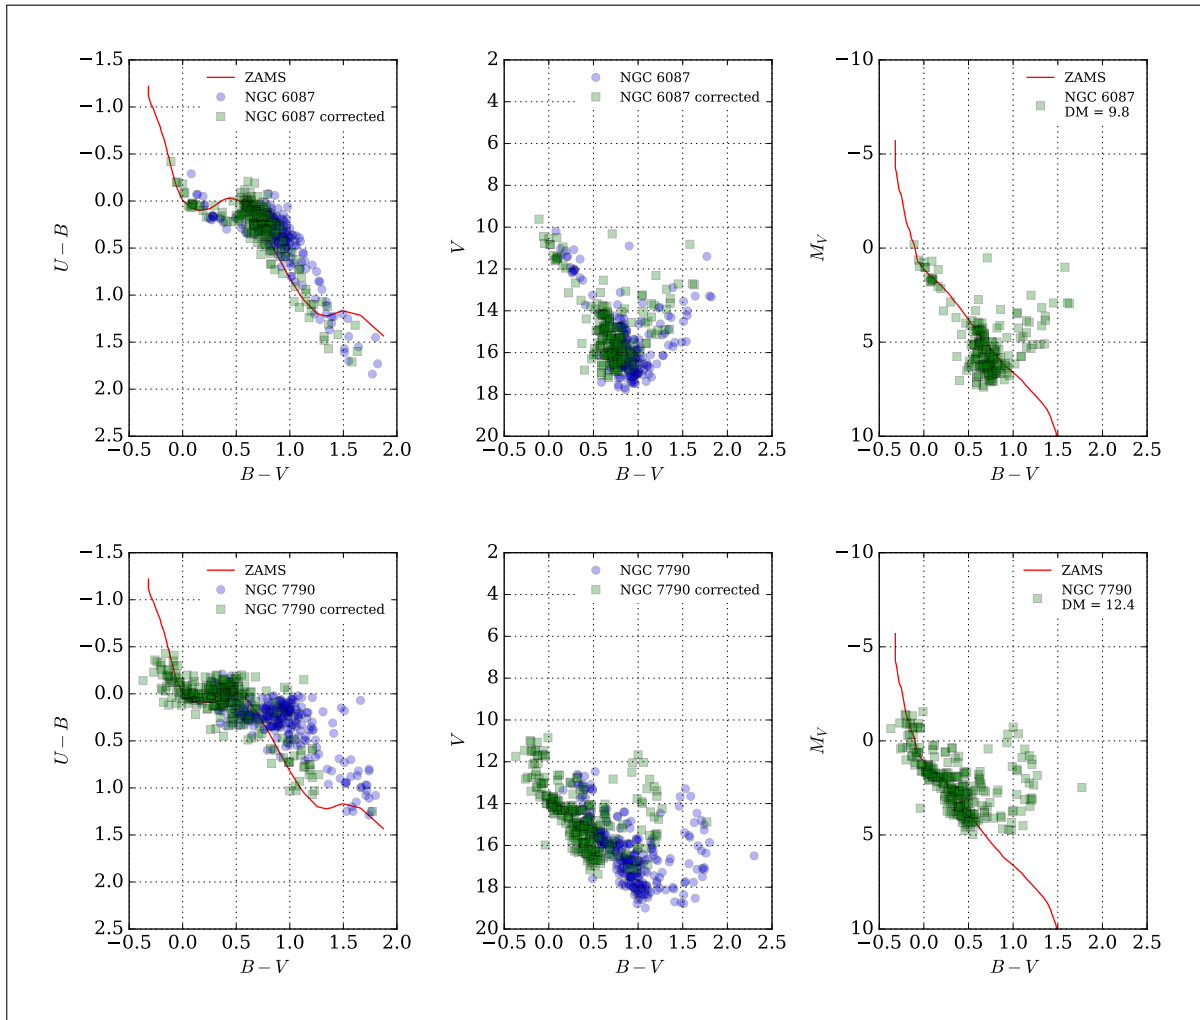 −1.5
−1.0
−0.5
0.0
0.5
1.0
1.5
2.0
2.5
U − B
ZAMS
NGC 6087
NGC 6087 corrected
−0.5 0.0 0.5 1.0 1.5 2.0
B − V
2
4
6
8
10
12
14
16
18
20
V
NGC 6087
NGC 6087 corrected
−0.5 0.0 0.5 1.0 1.5 2.0 2.5
B − V
−10
−5
0
5
10
M_V
ZAMS
NGC 6087
DM = 9.8
−0.5 0.0 0.5 1.0 1.5 2.0 2.5
B − V
−1.5
−1.0
−0.5
0.0
0.5
1.0
1.5
2.0
2.5
U − B
ZAMS
NGC 7790
NGC 7790 corrected
−0.5 0.0 0.5 1.0 1.5 2.0
B − V
2
4
6
8
10
12
14
16
18
20
V
NGC 7790
NGC 7790 corrected
−0.5 0.0 0.5 1.0 1.5 2.0 2.5
B − V
−10
−5
0
5
10
M_V
ZAMS
NGC 7790
DM = 12.4
−0.5 0.0 0.5 1.0 1.5 2.0 2.5
B − V